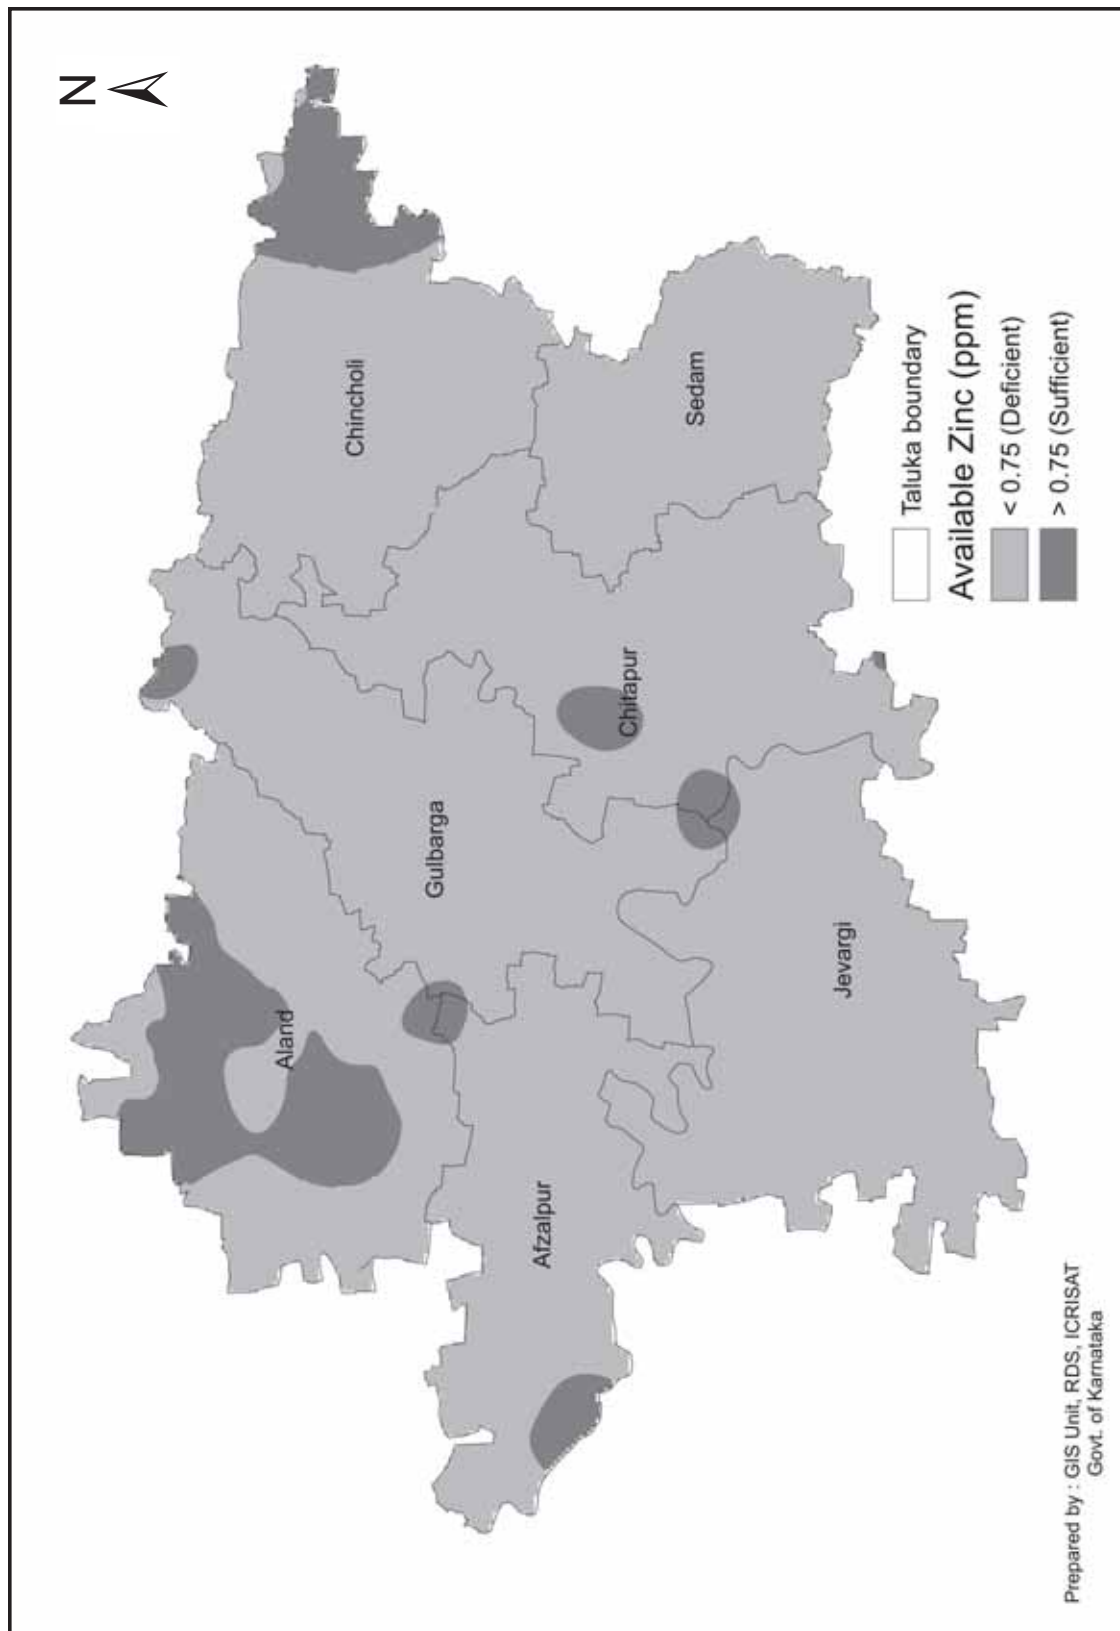 N
Chincholi
Sedam
Chitapur
Gulbarga
Aland
Jevargi
Afzalpur
Taluka boundary
Available Zinc (ppm)
< 0.75 (Deficient)
> 0.75 (Sufficient)
Prepared by : GIS Unit, RDS, ICRISAT
Govt. of Karnataka